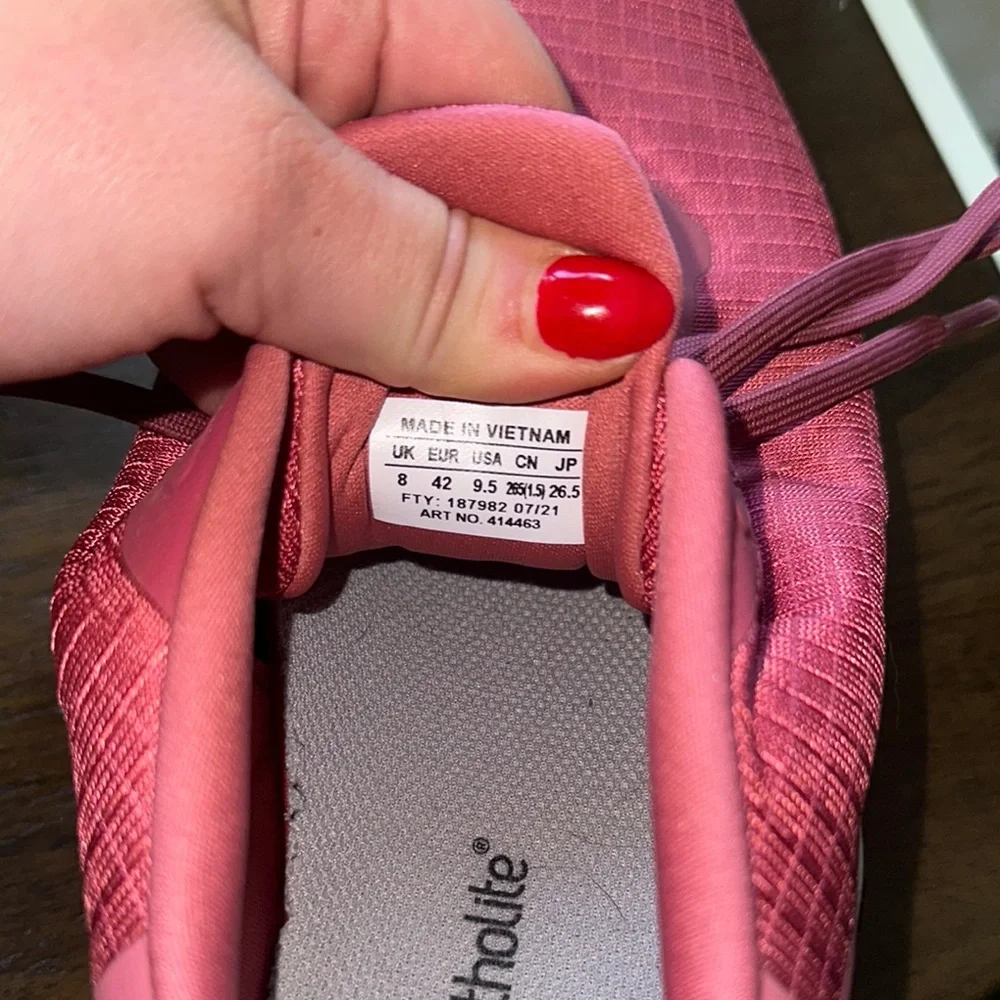 MADE IN VIETNAM
UK EUR USA CN JP
8 42 9.5 265(1.5) 26.5
FTY: 187982 07/21
ART NO. 414463
tholite®